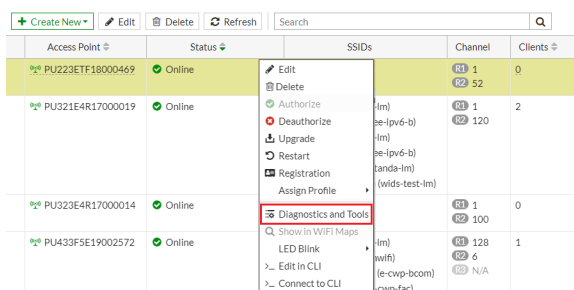 Create New Edit Delete Refresh Search
Access Point Status SSIDs Channel Clients
PU223ETF18000469 Online R1 1 0
R2 52
PU321E4R17000019 Online lm) R1 1 2
ee-ipv6-b) R2 120
lm)
ee-ipv6-b)
tanda-lm)
(wids-test-lm)
PU323E4R17000014 Online R1 1 0
R2 100
PU433F5E19002572 Online lm) R1 128 1
wifi) R2 6
(e-cwp-bcom) R3 N/A
cwp-fac)
Edit
Delete
Authorize
Deauthorize
Upgrade
Restart
Registration
Assign Profile
Diagnostics and Tools
Show in WiFi Maps
LED Blink
>_ Edit in CLI
>_ Connect to CLI